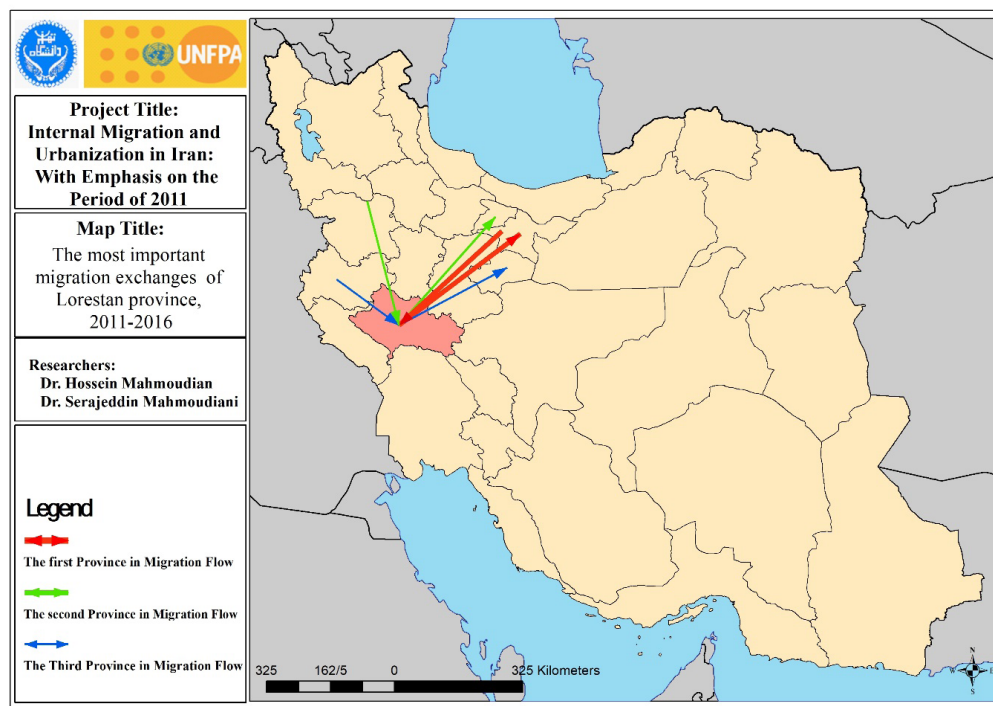 UNFPA
Project Title:
Internal Migration and
Urbanization in Iran:
With Emphasis on the
Period of 2011
Map Title:
The most important
migration exchanges of
Lorestan province,
2011-2016
Researchers:
Dr. Hossein Mahmoudian
Dr. Serajeddin Mahmoudiani
Legend
The first Province in Migration Flow
The second Province in Migration Flow
The Third Province in Migration Flow
325 162/5 0 325 Kilometers
N
W E
S